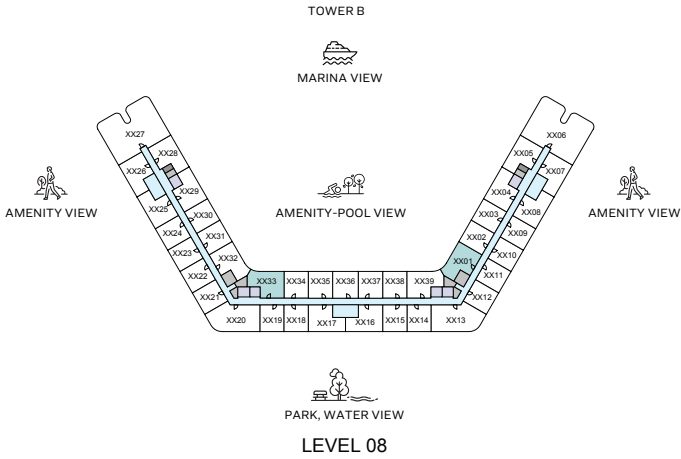 TOWER B
MARINA VIEW
XX27
XX06
XX28
XX05
XX26
XX07
XX29
XX04
AMENITY VIEW
AMENITY-POOL VIEW
AMENITY VIEW
XX25
XX30
XX03
XX08
XX24
XX31
XX02
XX09
XX23
XX32
XX01
XX10
XX22
XX33
XX34
XX35
XX36
XX37
XX38
XX39
XX11
XX21
XX12
XX20
XX19
XX18
XX17
XX16
XX15
XX14
XX13
PARK, WATER VIEW
LEVEL 08